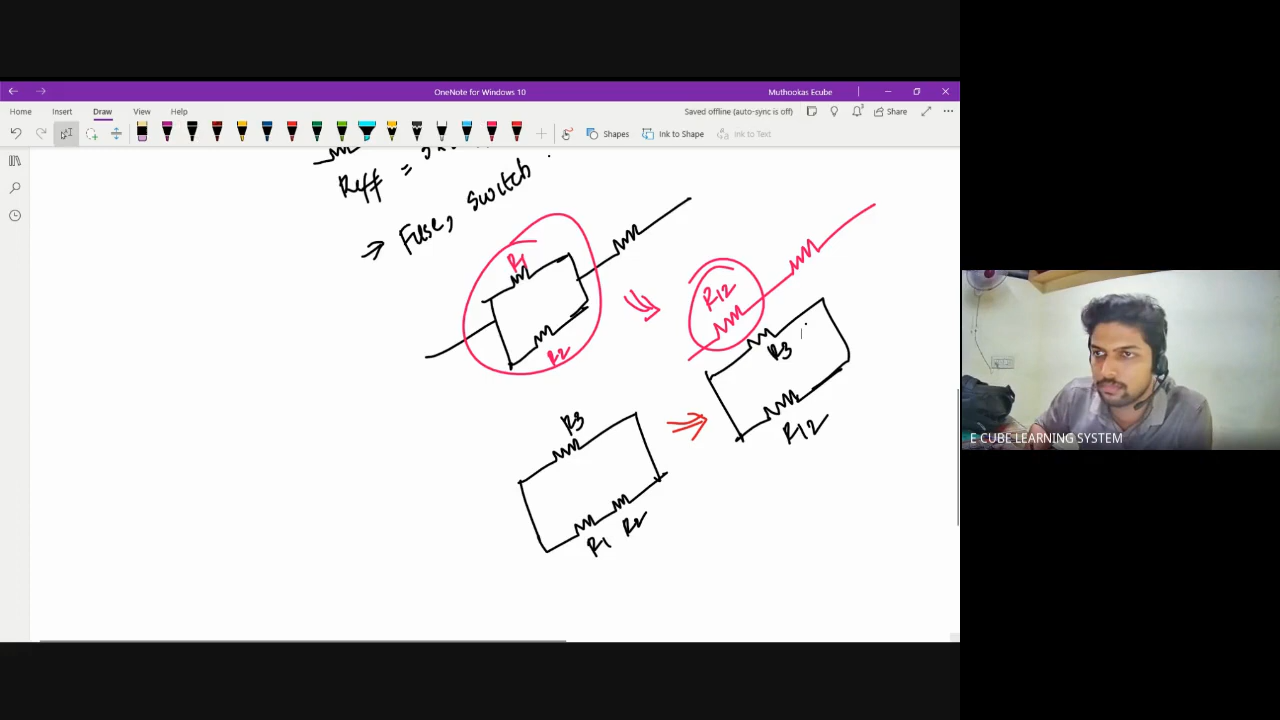 OneNote for Windows 10
Muthookas Ecube
Home Insert Draw View Help
Saved offline (auto-sync is off)
Share
Shapes
Ink to Shape
Ink to Text
Reff =
⇒ Fuse, Switch
R1
R2
R12
R3
R12
R3
R1 R2
E CUBE LEARNING SYSTEM